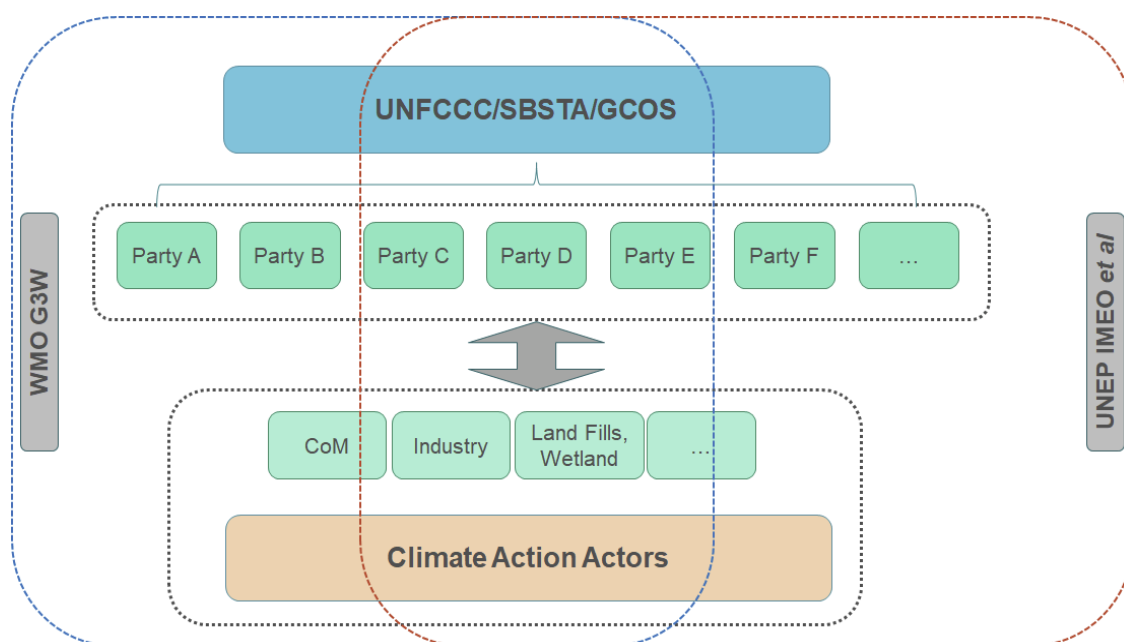 UNFCCC/SBSTA/GCOS
WMO G3W
Party A
Party B
Party C
Party D
Party E
Party F
...
UNEP IMEO et al
CoM
Industry
Land Fills,
Wetland
...
Climate Action Actors